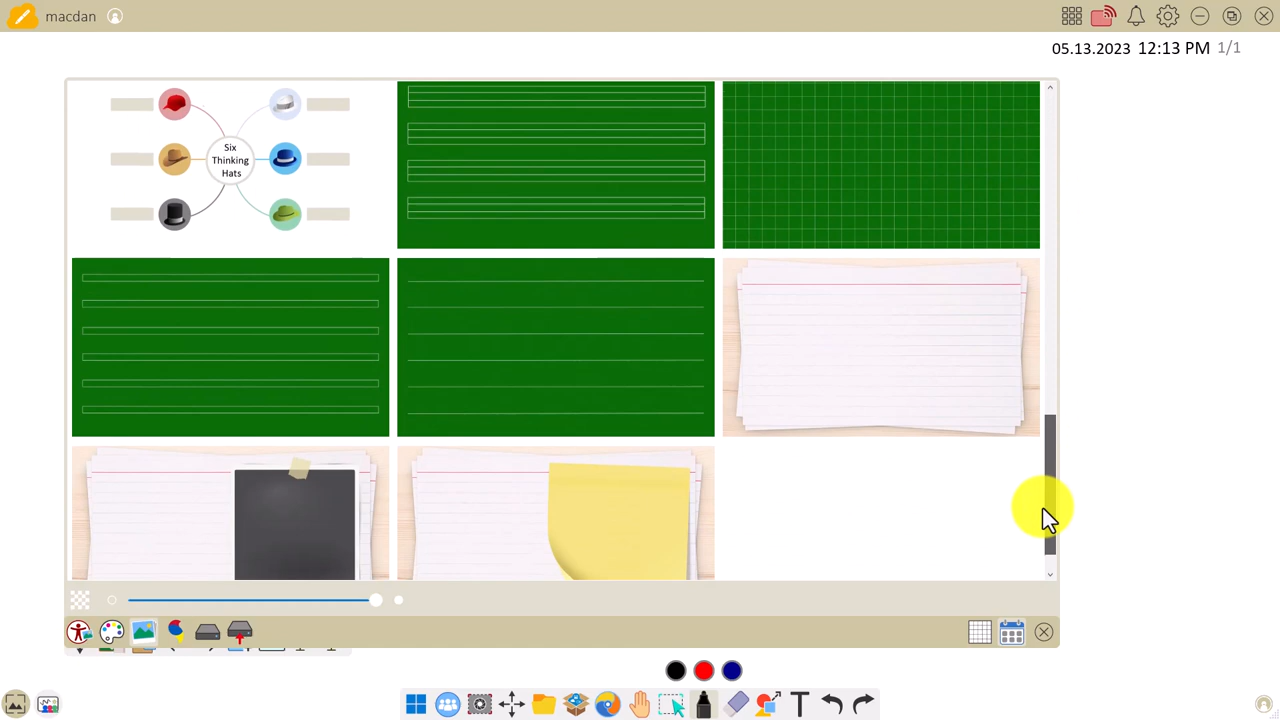 macdan
05.13.2023 12:13 PM 1/1
Six
Thinking
Hats
T